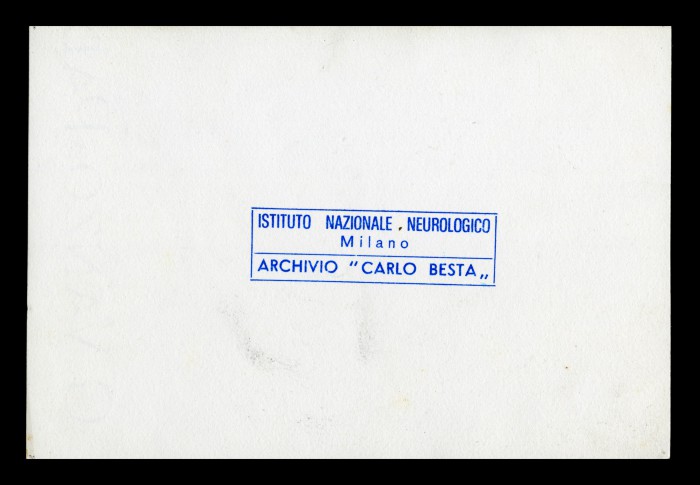 ISTITUTO NAZIONALE NEUROLOGICO
Milano
ARCHIVIO "CARLO BESTA„